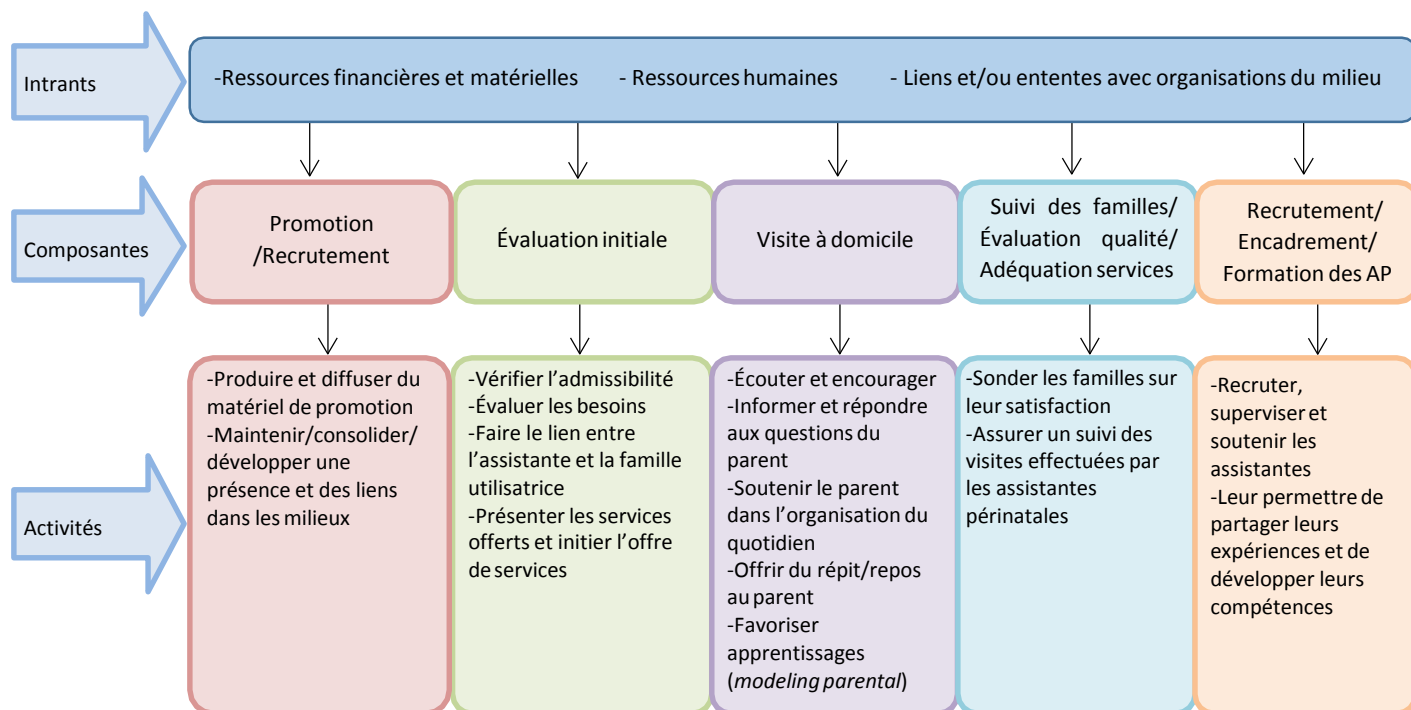 Intrants
-Ressources financières et matérielles - Ressources humaines - Liens et/ou ententes avec organisations du milieu
Composantes
Promotion
/Recrutement
Évaluation initiale
Visite à domicile
Suivi des familles/
Évaluation qualité/
Adéquation services
Recrutement/
Encadrement/
Formation des AP
Activités
-Produire et diffuser du
matériel de promotion
-Maintenir/consolider/
développer une
présence et des liens
dans les milieux
-Vérifier l’admissibilité
-Évaluer les besoins
-Faire le lien entre
l’assistante et la famille
utilisatrice
-Présenter les services
offerts et initier l’offre
de services
-Écouter et encourager
-Informer et répondre
aux questions du
parent
-Soutenir le parent
dans l’organisation du
quotidien
-Offrir du répit/repos
au parent
-Favoriser
apprentissages
(modeling parental)
-Sonder les familles sur
leur satisfaction
-Assurer un suivi des
visites effectuées par
les assistantes
périnatales
-Recruter,
superviser et
soutenir les
assistantes
-Leur permettre de
partager leurs
expériences et de
développer leurs
compétences